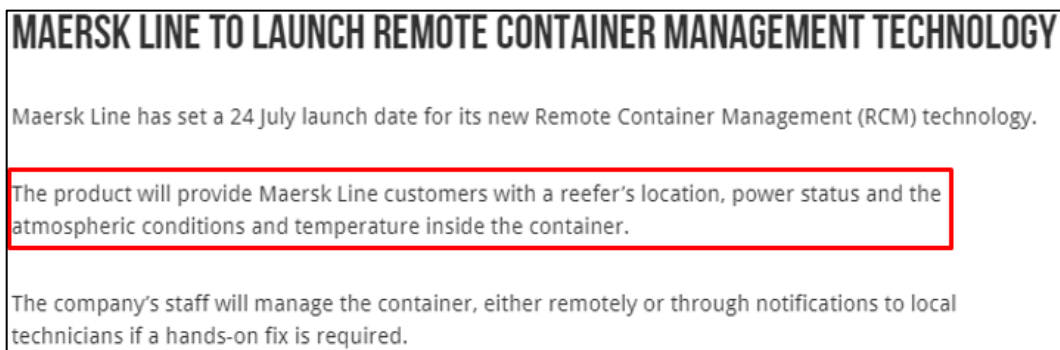 MAERSK LINE TO LAUNCH REMOTE CONTAINER MANAGEMENT TECHNOLOGY
Maersk Line has set a 24 July launch date for its new Remote Container Management (RCM) technology.
The product will provide Maersk Line customers with a reefer’s location, power status and the
atmospheric conditions and temperature inside the container.
The company’s staff will manage the container, either remotely or through notifications to local
technicians if a hands-on fix is required.